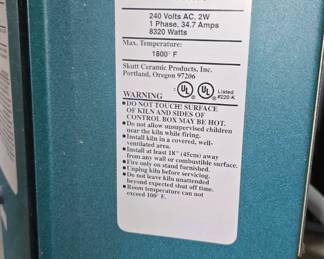 240 Volts AC, 2W
1 Phase, 34.7 Amps
8320 Watts
Max. Temperature:
1800° F
Skutt Ceramic Products, Inc.
Portland, Oregon 97206
WARNING
c UL UL Listed
#220-K
•DO NOT TOUCH! SURFACE
OF KILN AND SIDES OF
CONTROL BOX MAY BE HOT.
•Do not allow unsupervised children
near the kiln while firing.
•Install kiln in a covered, well-
ventilated area.
•Install at least 18" (45cm) away
from any wall or combustible surface.
•Fire only on stand furnished.
•Unplug kiln before servicing.
•Do not leave kiln unattended
beyond expected shut off time.
•Room temperature can not
exceed 100° F.